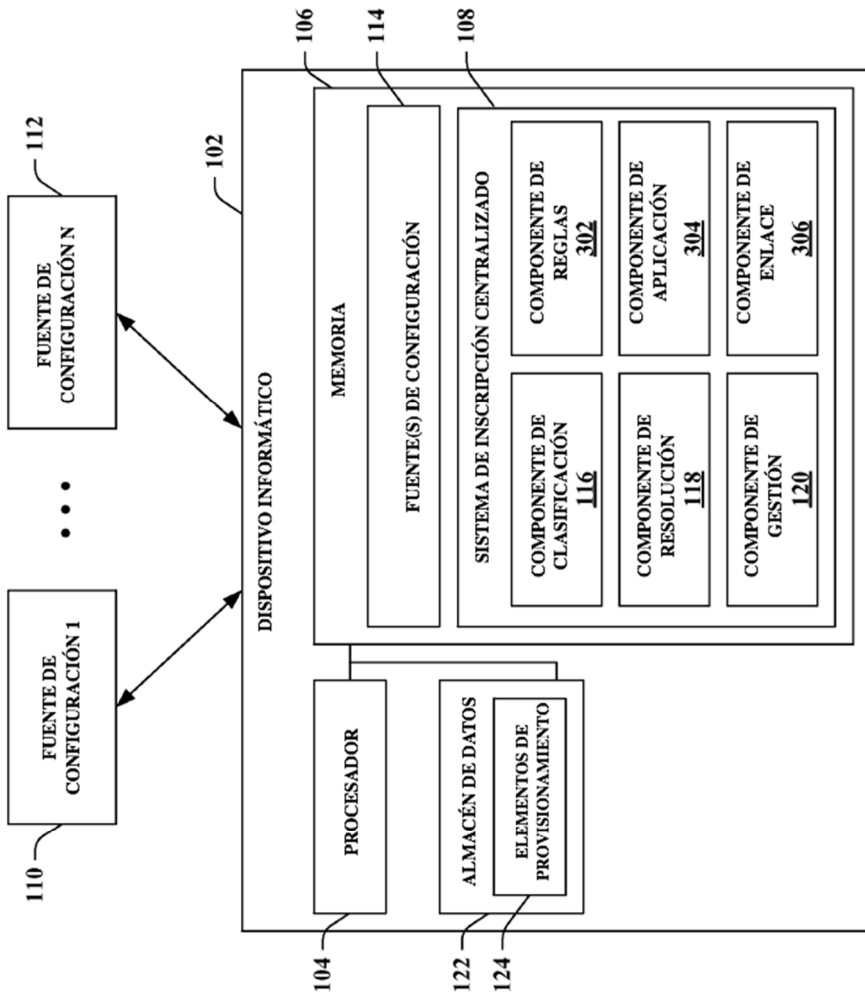 110
FUENTE DE
CONFIGURACIÓN 1
•••
FUENTE DE
CONFIGURACIÓN N
112
DISPOSITIVO INFORMÁTICO
102
104
PROCESADOR
122
ALMACÉN DE DATOS
124
ELEMENTOS DE
PROVISIONAMIENTO
MEMORIA
106
FUENTE(S) DE CONFIGURACIÓN
114
SISTEMA DE INSCRIPCIÓN CENTRALIZADO
108
COMPONENTE DE
CLASIFICACIÓN
116
COMPONENTE DE
REGLAS
302
COMPONENTE DE
RESOLUCIÓN
118
COMPONENTE DE
APLICACIÓN
304
COMPONENTE DE
GESTIÓN
120
COMPONENTE DE
ENLACE
306